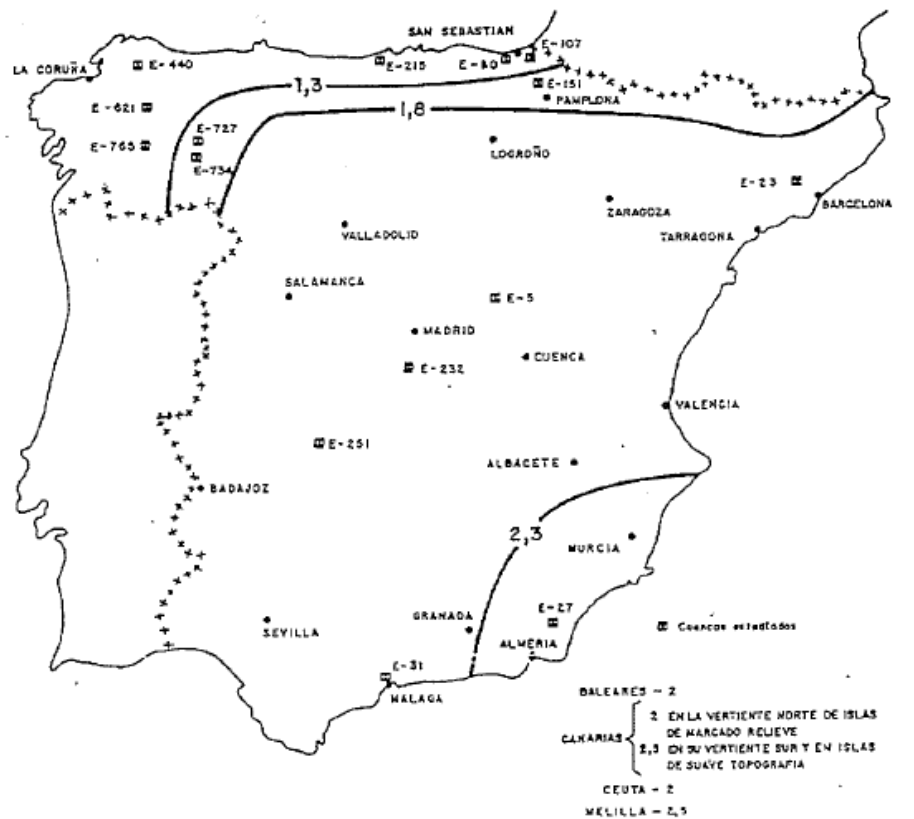 SAN SEBASTIAN
E-107
LA CORUÑA
E-440
E-215
E-80
1,3
E-151
PAMPLONA
E-621
1,8
E-727
E-765
LOGROÑO
E-734
E-23
ZARAGOZA
BARCELONA
VALLADOLID
TARRAGONA
SALAMANCA
E-5
MADRID
CUENCA
E-232
VALENCIA
E-251
ALBACETE
BADAJOZ
2,3
MURCIA
E-27
GRANADA
SEVILLA
Cuencas estudiadas
ALMERIA
E-31
MALAGA
BALEARES - 2
2 EN LA VERTIENTE NORTE DE ISLAS
DE MARCADO RELIEVE
CANARIAS
EN SU VERTIENTE SUR Y EN ISLAS
DE SUAVE TOPOGRAFIA
CEUTA - 2
MELILLA - 2,5